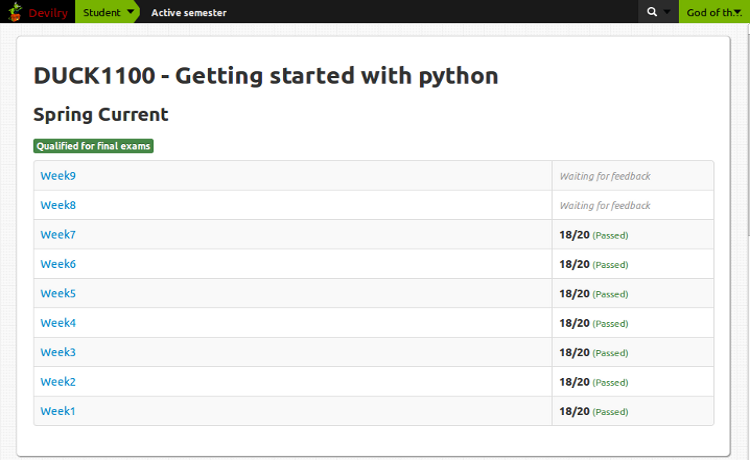 Devilry Student Active semester God of th...
DUCK1100 - Getting started with python
Spring Current
Qualified for final exams
Week9 Waiting for feedback
Week8 Waiting for feedback
Week7 18/20 (Passed)
Week6 18/20 (Passed)
Week5 18/20 (Passed)
Week4 18/20 (Passed)
Week3 18/20 (Passed)
Week2 18/20 (Passed)
Week1 18/20 (Passed)